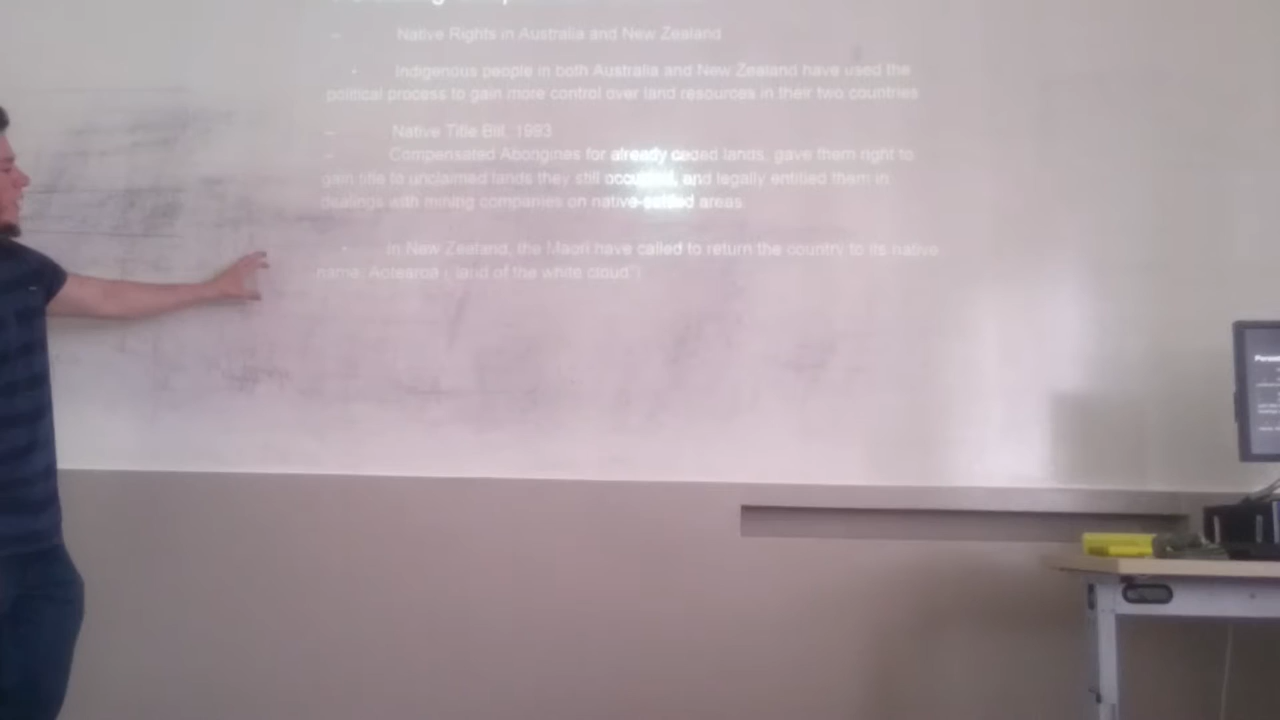 – Native Rights in Australia and New Zealand
• Indigenous people in both Australia and New Zealand have used the
political process to gain more control over land resources in their two countries
– Native Title Bill, 1993
– Compensated Aborigines for already ceded lands, gave them right to
gain title to unclaimed lands they still occupied, and legally entitled them in
dealings with mining companies on native-settled areas.
• In New Zealand, the Maori have called to return the country to its native
name: Aotearoa ("land of the white cloud")